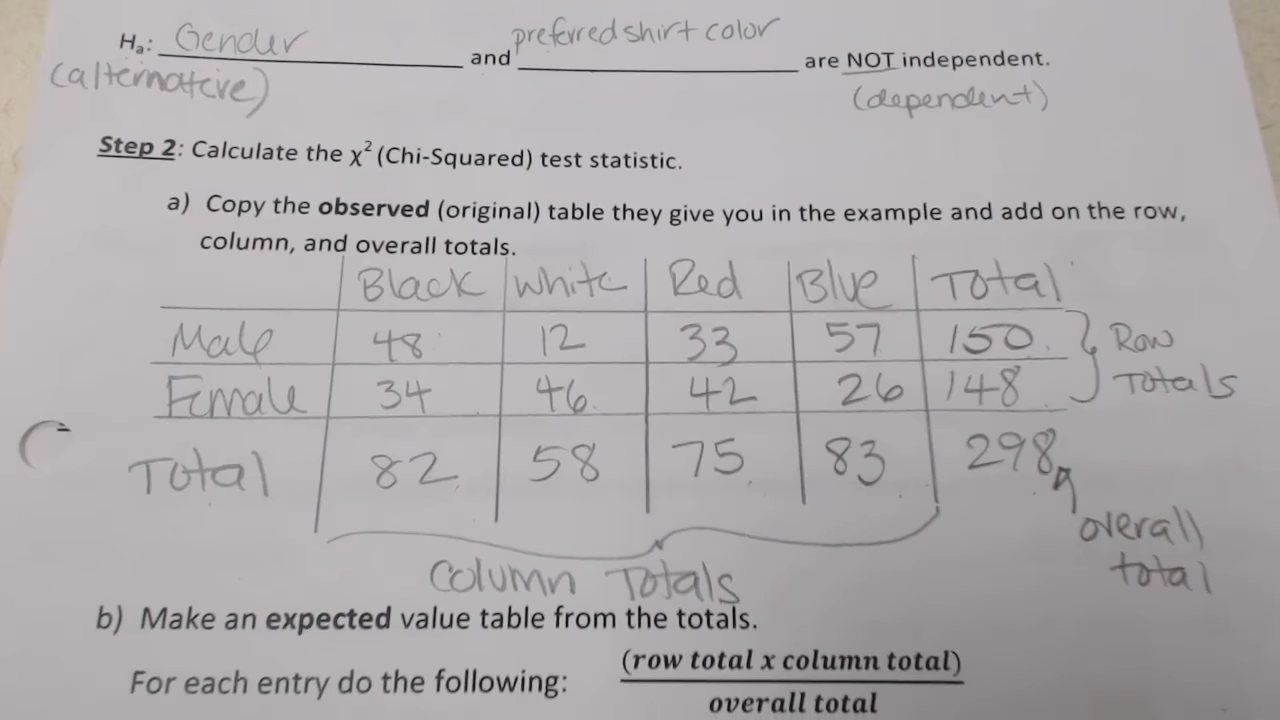 Hₐ: Gender and preferred shirt color are NOT independent.
(alternative) (dependent)
Step 2: Calculate the χ² (Chi-Squared) test statistic.
a) Copy the observed (original) table they give you in the example and add on the row,
column, and overall totals.
Black White Red Blue Total
Male 48 12 33 57 150 Row
Female 34 46 42 26 148 Totals
Total 82 58 75 83 298
overall
total
Column Totals
b) Make an expected value table from the totals.
For each entry do the following: (row total x column total)
overall total